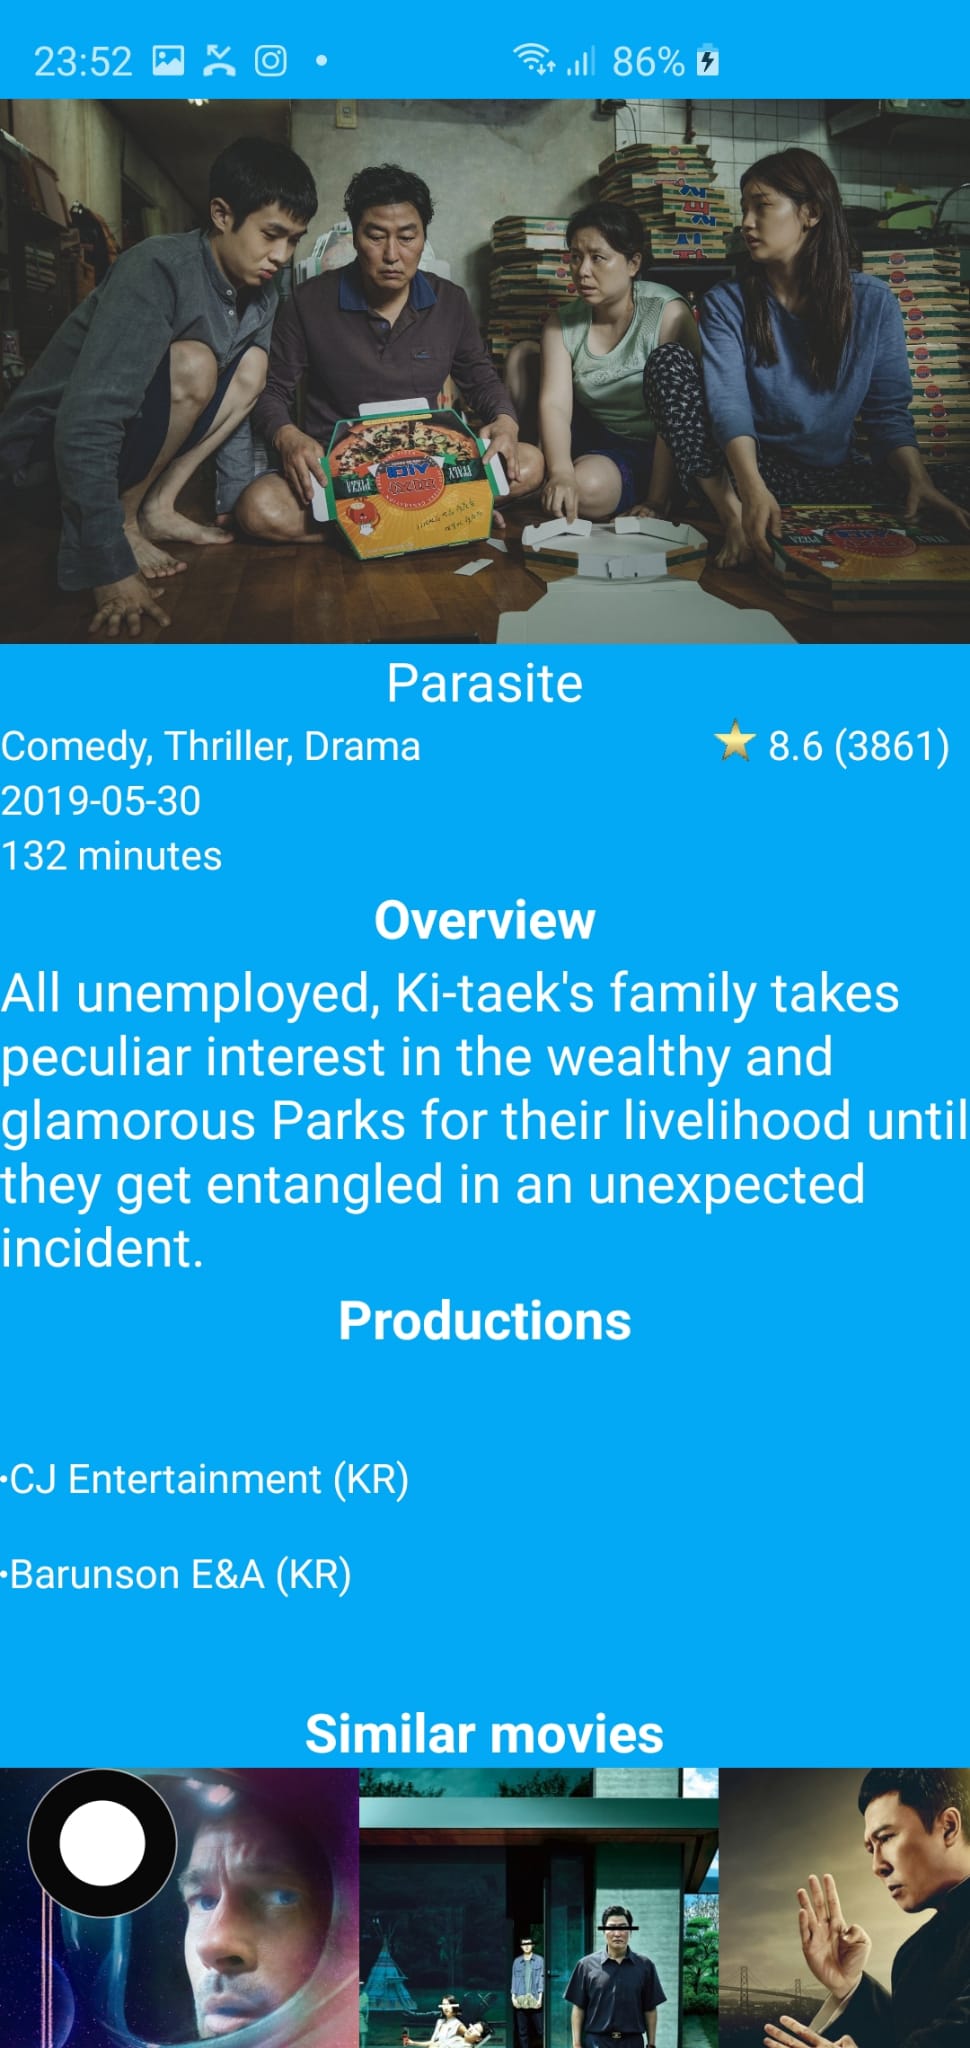 23:52
86%
PIZZA
ITALY
Parasite
Comedy, Thriller, Drama
8.6 (3861)
2019-05-30
132 minutes
Overview
All unemployed, Ki-taek's family takes
peculiar interest in the wealthy and
glamorous Parks for their livelihood until
they get entangled in an unexpected
incident.
Productions
•CJ Entertainment (KR)
•Barunson E&A (KR)
Similar movies